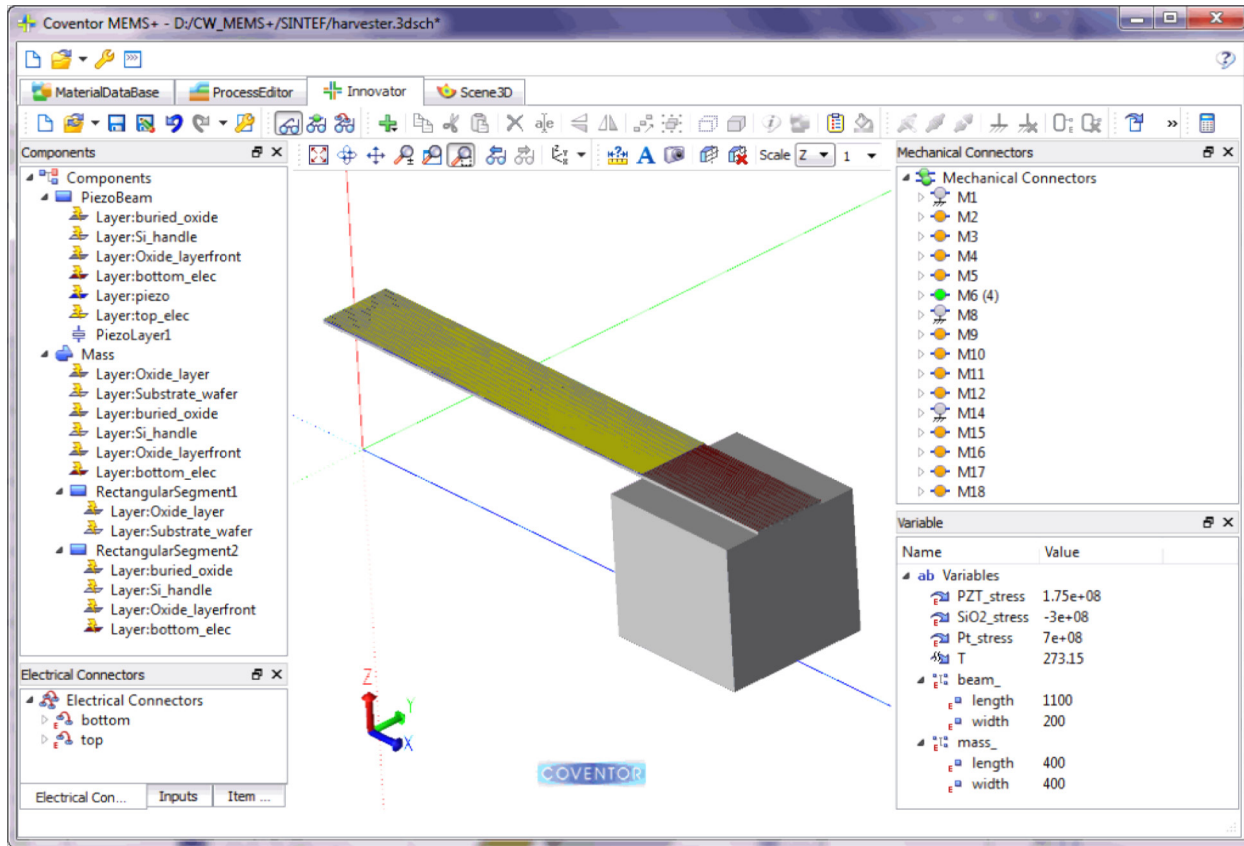 Coventor MEMS+ - D:/CW_MEMS+/SINTEF/harvester.3dsch*
MaterialDataBase ProcessEditor Innovator Scene3D
Components
Components
PiezoBeam
Layer:buried_oxide
Layer:Si_handle
Layer:Oxide_layerfront
Layer:bottom_elec
Layer:piezo
Layer:top_elec
PiezoLayer1
Mass
Layer:Oxide_layer
Layer:Substrate_wafer
Layer:buried_oxide
Layer:Si_handle
Layer:Oxide_layerfront
Layer:bottom_elec
RectangularSegment1
Layer:Oxide_layer
Layer:Substrate_wafer
RectangularSegment2
Layer:buried_oxide
Layer:Si_handle
Layer:Oxide_layerfront
Layer:bottom_elec
Electrical Connectors
Electrical Connectors
bottom
top
Electrical Con... Inputs Item ...
Scale Z 1
Z
Y
X
COVENTOR
Mechanical Connectors
Mechanical Connectors
M1
M2
M3
M4
M5
M6 (4)
M8
M9
M10
M11
M12
M14
M15
M16
M17
M18
Variable
Name Value
ab Variables
PZT_stress 1.75e+08
SiO2_stress -3e+08
Pt_stress 7e+08
T 273.15
beam_
length 1100
width 200
mass_
length 400
width 400